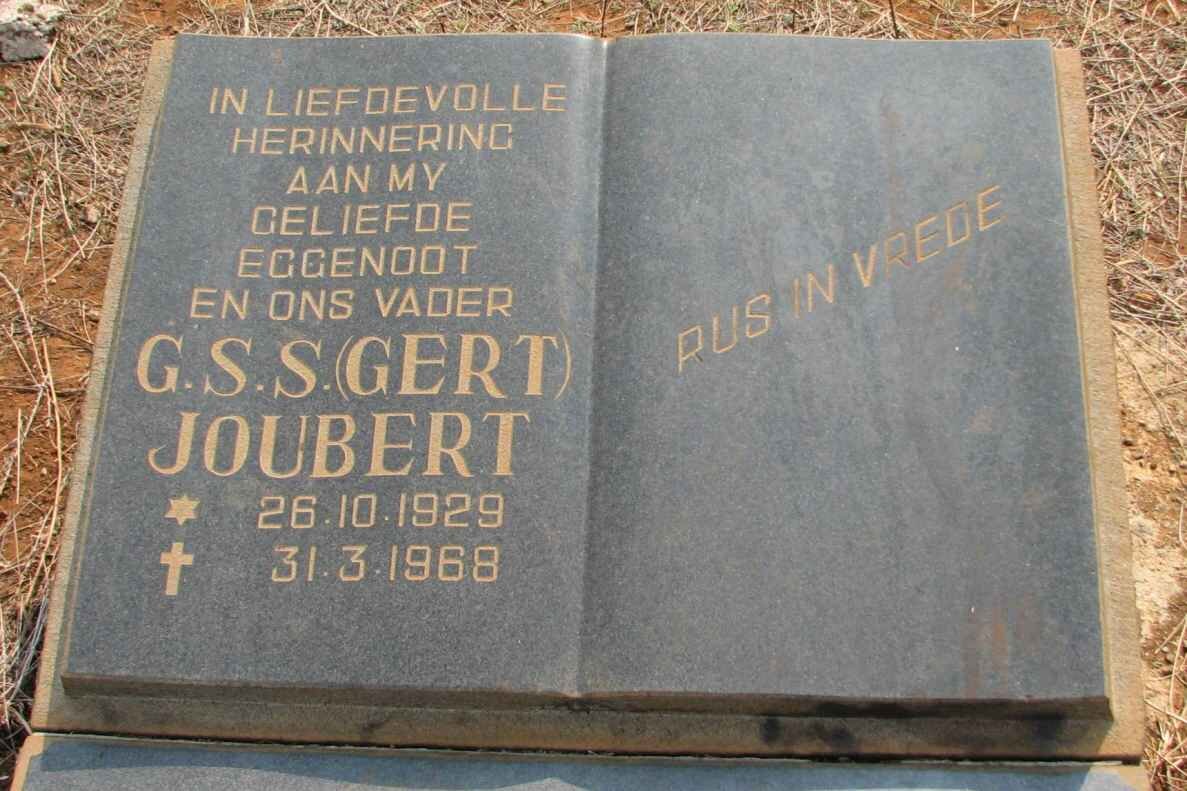 IN LIEFDEVOLLE
HERINNERING
AAN MY
GELIEFDE
EGGENOOT
EN ONS VADER
G.S.S.(GERT)
JOUBERT
26.10.1929
31.3.1968
RUS IN VREDE